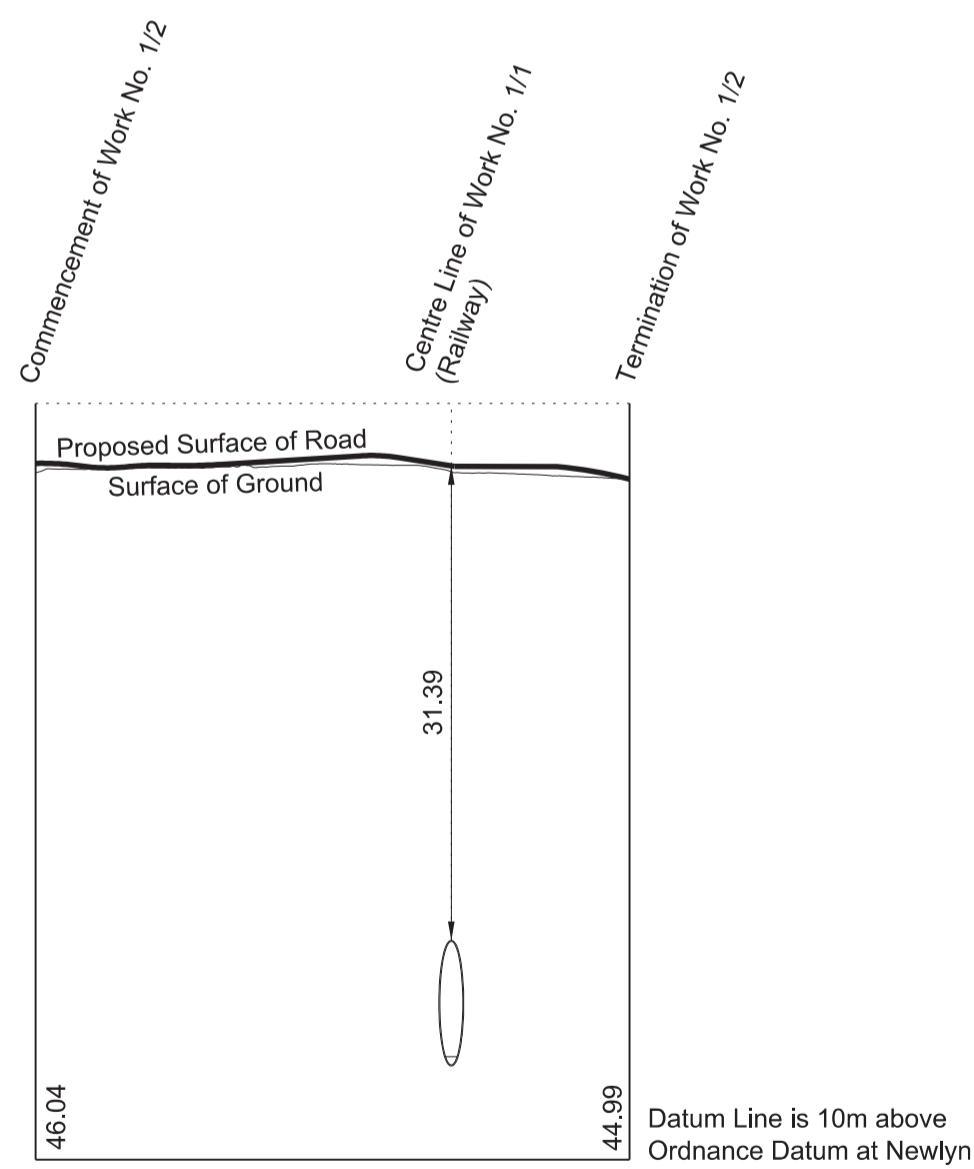 Commencement of Work No. 1/2
Centre Line of Work No. 1/1
(Railway)
Termination of Work No. 1/2
Proposed Surface of Road
Surface of Ground
31.39
46.04
44.99
Datum Line is 10m above
Ordnance Datum at Newlyn